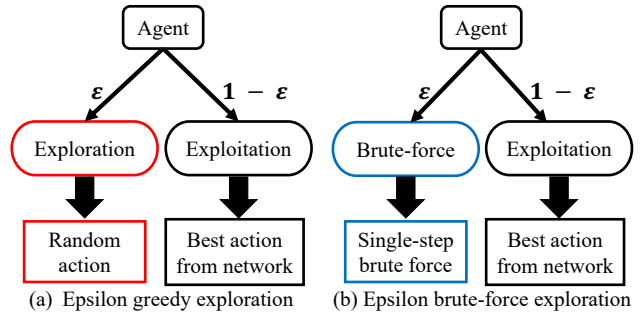 Agent
ε
1 − ε
Exploration
Exploitation
Random
action
Best action
from network
(a) Epsilon greedy exploration
Agent
ε
1 − ε
Brute-force
Exploitation
Single-step
brute force
Best action
from network
(b) Epsilon brute-force exploration